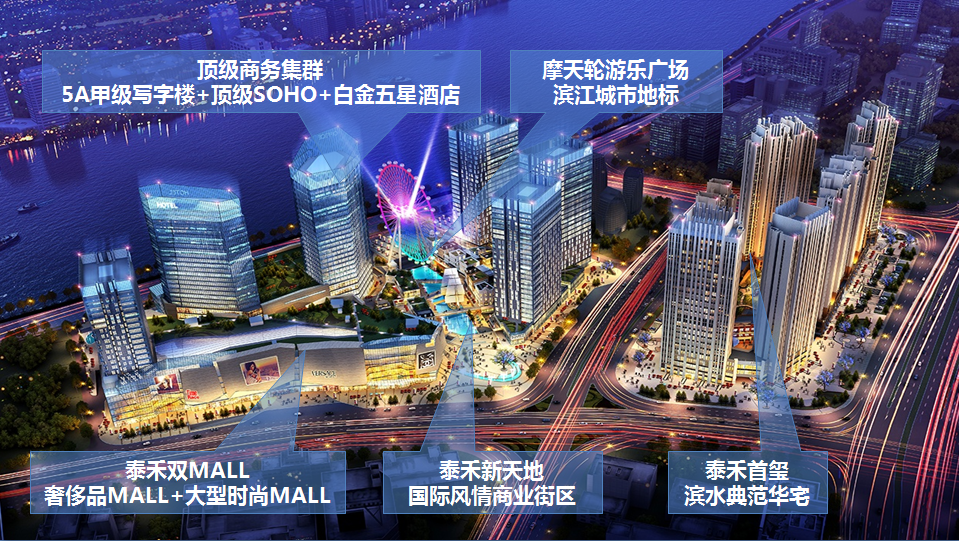 顶级商务集群
5A甲级写字楼+顶级SOHO+白金五星酒店
摩天轮游乐广场
滨江城市地标
HOTEL
VERSACE
泰禾双MALL
奢侈品MALL+大型时尚MALL
泰禾新天地
国际风情商业街区
泰禾首玺
滨水典范华宅